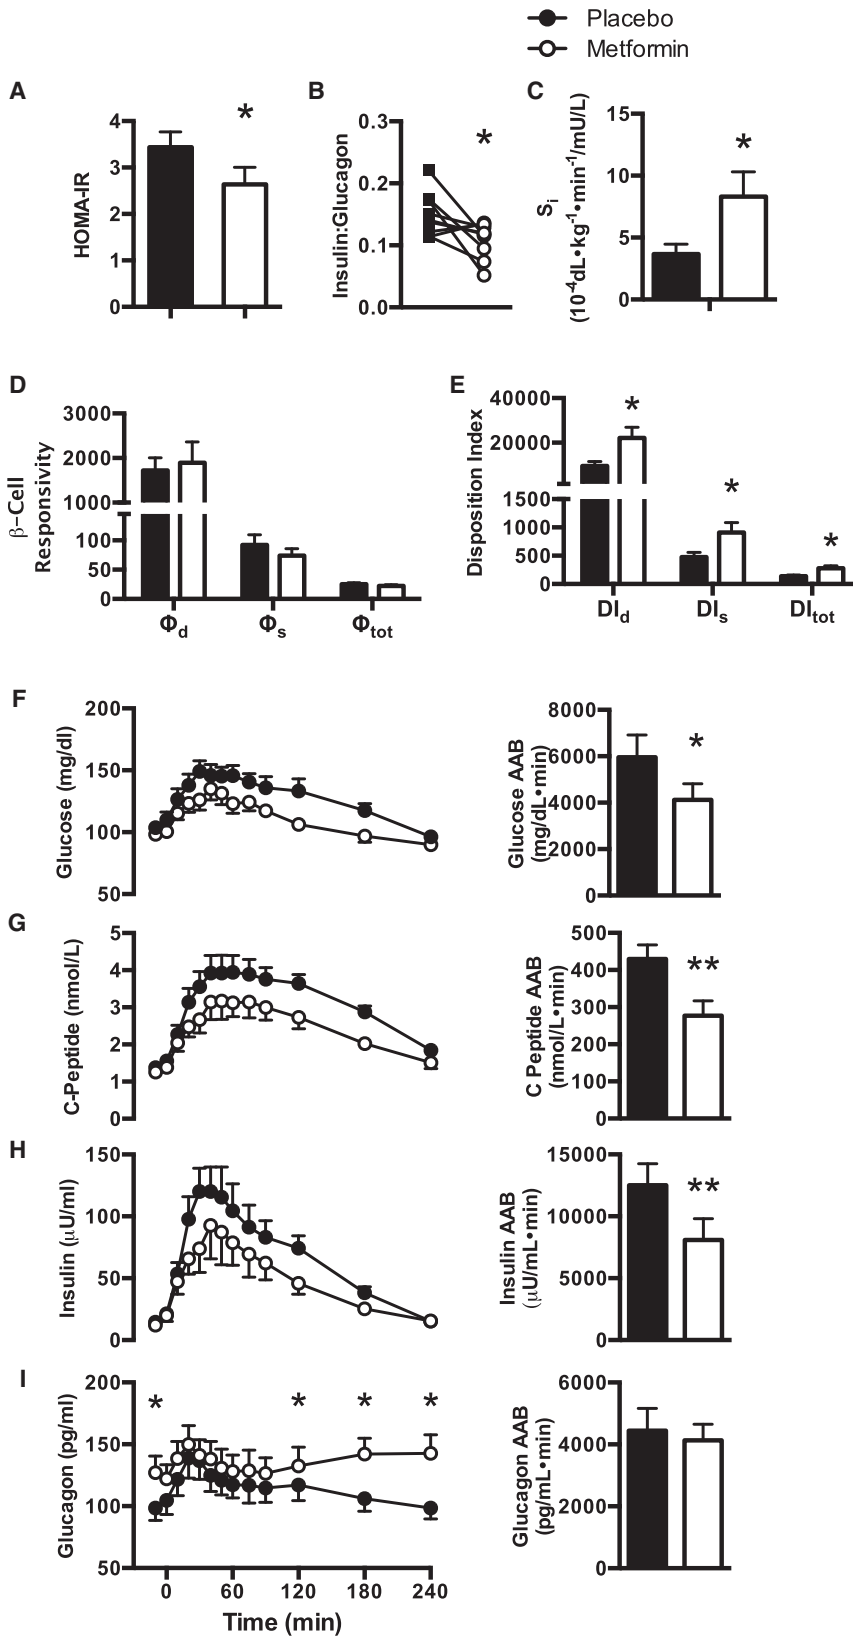 Placebo
Metformin
A
B
C
*
*
*
HOMA-IR
4
3
2
1
0
Insulin:Glucagon
0.3
0.2
0.1
0.0
Si
(10-4dL•kg-1•min-1/mU/L)
15
10
5
0
D
E
β-Cell
Responsivity
3000
2000
1000
100
50
0
Φd
Φs
Φtot
Disposition Index
40000
20000
1500
1000
500
0
*
*
*
DId
DIs
DItot
F
Glucose (mg/dl)
200
150
100
50
Glucose AAB
(mg/dL•min)
8000
6000
4000
2000
0
*
G
C-Peptide (nmol/L)
5
4
3
2
1
0
C Peptide AAB
(nmol/L•min)
500
400
300
200
100
0
**
H
Insulin (μU/ml)
150
100
50
0
Insulin AAB
(μU/mL•min)
15000
10000
5000
0
**
I
Glucagon (pg/ml)
200
150
100
50
* * * *
0 60 120 180 240
Time (min)
Glucagon AAB
(pg/mL•min)
6000
4000
2000
0